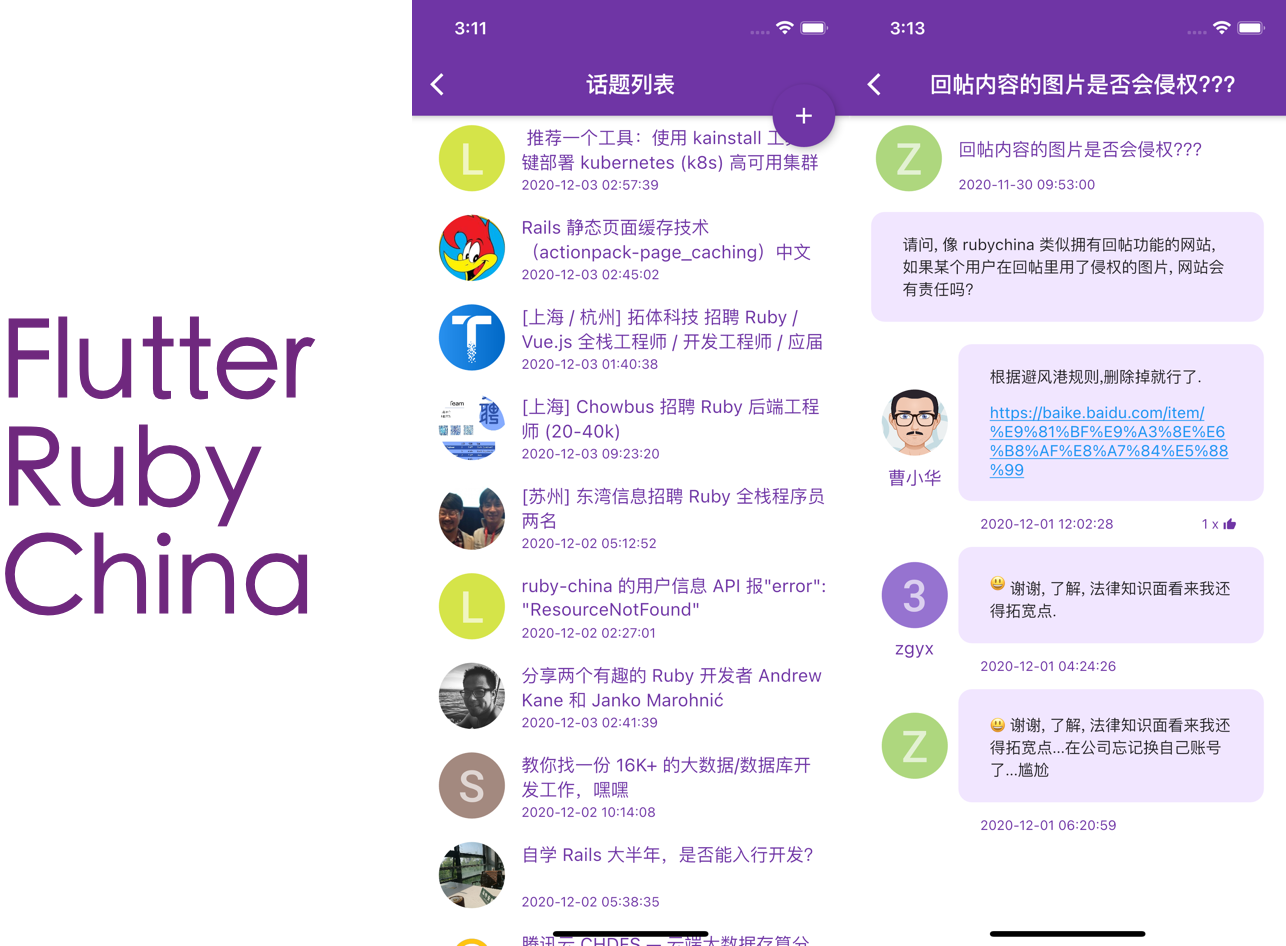 Flutter
Ruby
China
3:11
话题列表
+
L
推荐一个工具：使用 kainstall 工
键部署 kubernetes (k8s) 高可用集群
2020-12-03 02:57:39
Rails 静态页面缓存技术
（actionpack-page_caching）中文
2020-12-03 02:45:02
T
[上海 / 杭州] 拓体科技 招聘 Ruby /
Vue.js 全栈工程师 / 开发工程师 / 应届
2020-12-03 01:40:38
Team
聘
[上海] Chowbus 招聘 Ruby 后端工程
师 (20-40k)
2020-12-03 09:23:20
[苏州] 东湾信息招聘 Ruby 全栈程序员
两名
2020-12-02 05:12:52
L
ruby-china 的用户信息 API 报"error":
"ResourceNotFound"
2020-12-02 02:27:01
分享两个有趣的 Ruby 开发者 Andrew
Kane 和 Janko Marohnić
2020-12-03 02:41:39
S
教你找一份 16K+ 的大数据/数据库开
发工作，嘿嘿
2020-12-02 10:14:08
自学 Rails 大半年，是否能入行开发?
2020-12-02 05:38:35
腾讯云 CHDFS — 云端大数据存算分
3:13
回帖内容的图片是否会侵权???
Z
回帖内容的图片是否会侵权???
2020-11-30 09:53:00
请问, 像 rubychina 类似拥有回帖功能的网站,
如果某个用户在回帖里用了侵权的图片, 网站会
有责任吗?
曹小华
根据避风港规则,删除掉就行了.
https://baike.baidu.com/item/
%E9%81%BF%E9%A3%8E%E6
%B8%AF%E8%A7%84%E5%88
%99
2020-12-01 12:02:28
1 x
3
zgyx
😃 谢谢, 了解, 法律知识面看来我还
得拓宽点.
2020-12-01 04:24:26
Z
😃 谢谢, 了解, 法律知识面看来我还
得拓宽点...在公司忘记换自己账号
了...尴尬
2020-12-01 06:20:59